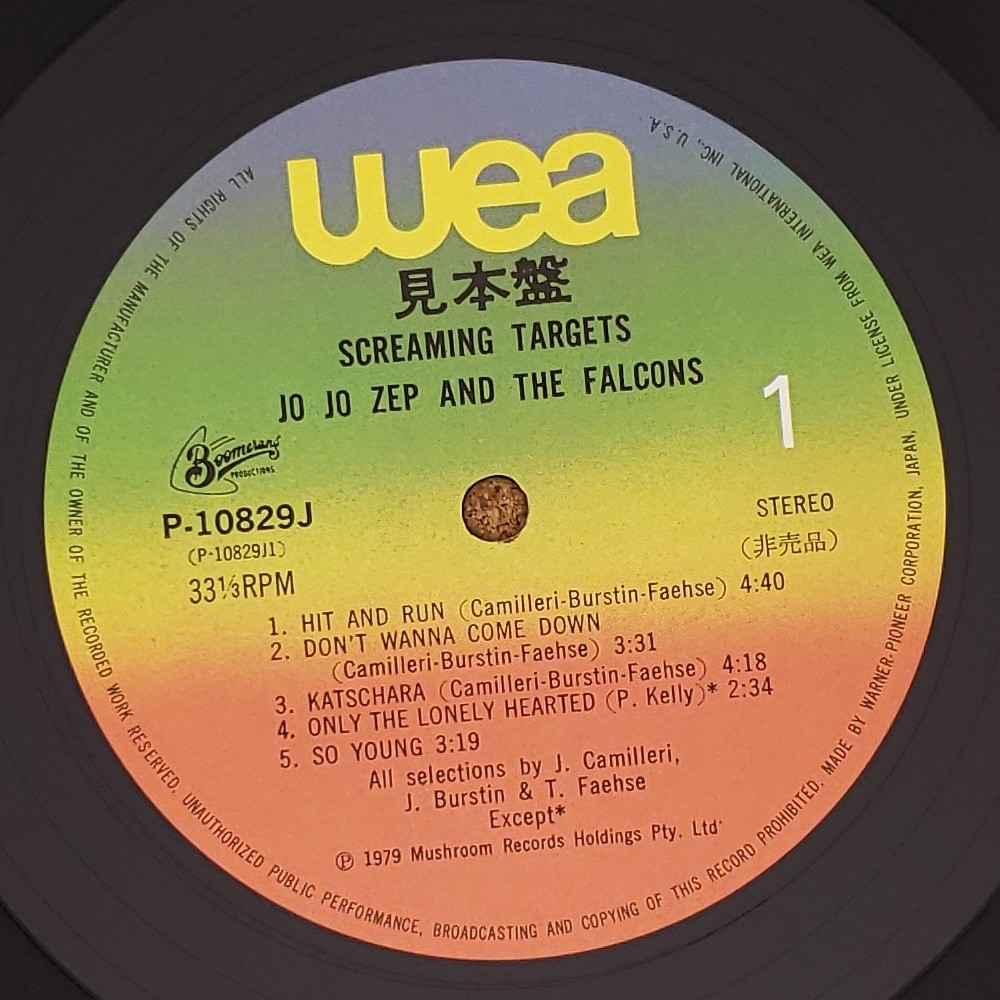 wea
見本盤
SCREAMING TARGETS
JO JO ZEP AND THE FALCONS
1
Boomerang
PRODUCTIONS
P-10829J
(P-10829J1)
33⅓RPM
STEREO
(非売品)
1. HIT AND RUN (Camilleri-Burstin-Faehse) 4:40
2. DON'T WANNA COME DOWN
(Camilleri-Burstin-Faehse) 3:31
3. KATSCHARA (Camilleri-Burstin-Faehse) 4:18
4. ONLY THE LONELY HEARTED (P. Kelly)* 2:34
5. SO YOUNG 3:19
All selections by J. Camilleri,
J. Burstin & T. Faehse
Except*
℗ 1979 Mushroom Records Holdings Pty. Ltd.
ALL RIGHTS OF THE MANUFACTURER AND OF THE OWNER OF THE RECORDED WORK RESERVED. UNAUTHORIZED PUBLIC PERFORMANCE, BROADCASTING AND COPYING OF THIS RECORD PROHIBITED. MADE BY WARNER-PIONEER CORPORATION, JAPAN, UNDER LICENSE FROM WEA INTERNATIONAL INC., U.S.A.